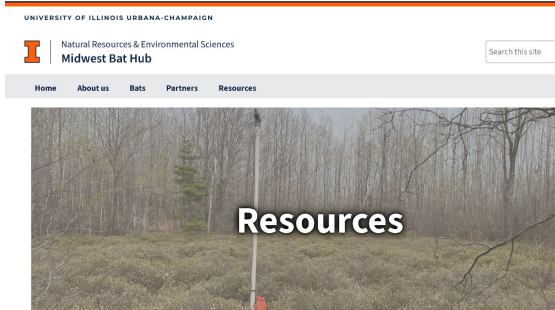 UNIVERSITY OF ILLINOIS URBANA-CHAMPAIGN
Natural Resources & Environmental Sciences
Midwest Bat Hub
Search this site
Home About us Bats Partners Resources
Resources